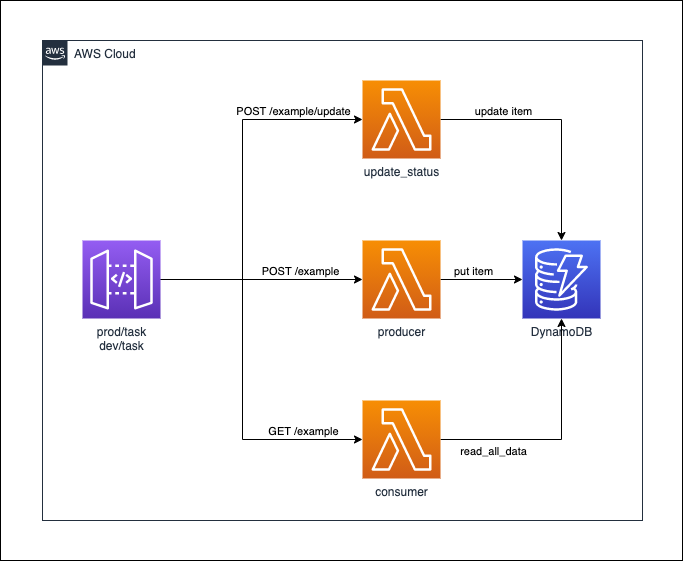 aws
AWS Cloud
POST /example/update
update item
update_status
</>
prod/task
dev/task
POST /example
put item
producer
DynamoDB
GET /example
read_all_data
consumer